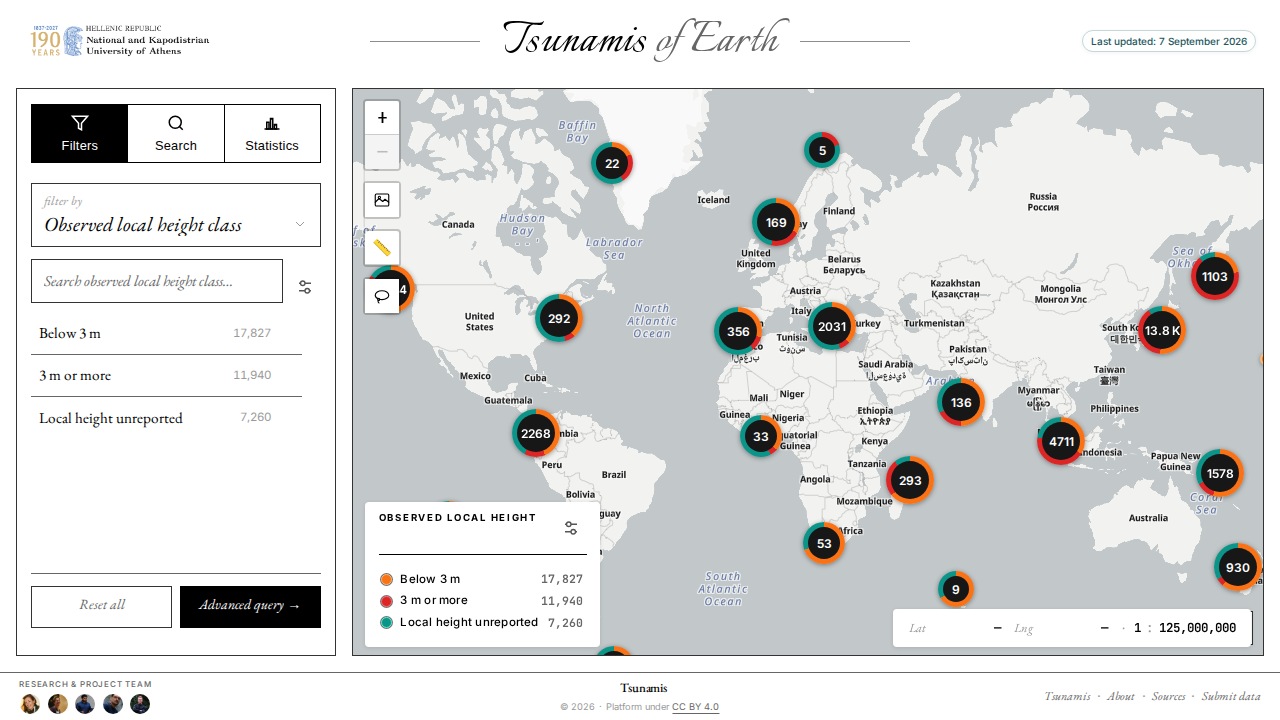 1837-2027
190
YEARS
HELLENIC REPUBLIC
National and Kapodistrian
University of Athens
Tsunamis of Earth
Last updated: 7 September 2026
Filters
Search
Statistics
filter by
Observed local height class
Search observed local height class...
Below 3 m 17,827
3 m or more 11,940
Local height unreported 7,260
Reset all
Advanced query →
Baffin
Bay
22
5
Iceland
Canada
Hudson
Bay
Labrador
Sea
169
Finland
Russia
Россия
United
Kingdom
Belarus
Беларусь
Sea of
1103
Austria
Kazakhstan
Қазақстан
Mongolia
Монгол Улс
292
United
States
North
Atlantic
Ocean
356
Italy
2031
Turkmenistan
13.8 K
Tunisia
تونس
Pakistan
پاکستان
Saudi Arabia
السعودية
Taiwan
臺灣
Mexico
Cuba
Guatemala
Mali
Niger
136
Myanmar
မြန်မာ
Philippines
Guinea
Nigeria
Ethiopia
ኢትዮጵያ
2268
33
Guinea
Kenya
4711
Peru
Brazil
Tanzania
Papua New
Guinea
1578
Bolivia
Angola
293
Mozambique
Sea
Australia
53
930
South
Atlantic
Ocean
9
OBSERVED LOCAL HEIGHT
Below 3 m 17,827
3 m or more 11,940
Local height unreported 7,260
Lat – Lng – · 1 : 125,000,000
RESEARCH & PROJECT TEAM
Tsunamis
© 2026 · Platform under CC BY 4.0
Tsunamis · About · Sources · Submit data